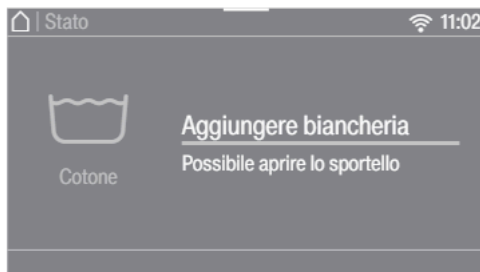 | Stato 11:02
Aggiungere biancheria
Possibile aprire lo sportello
Cotone